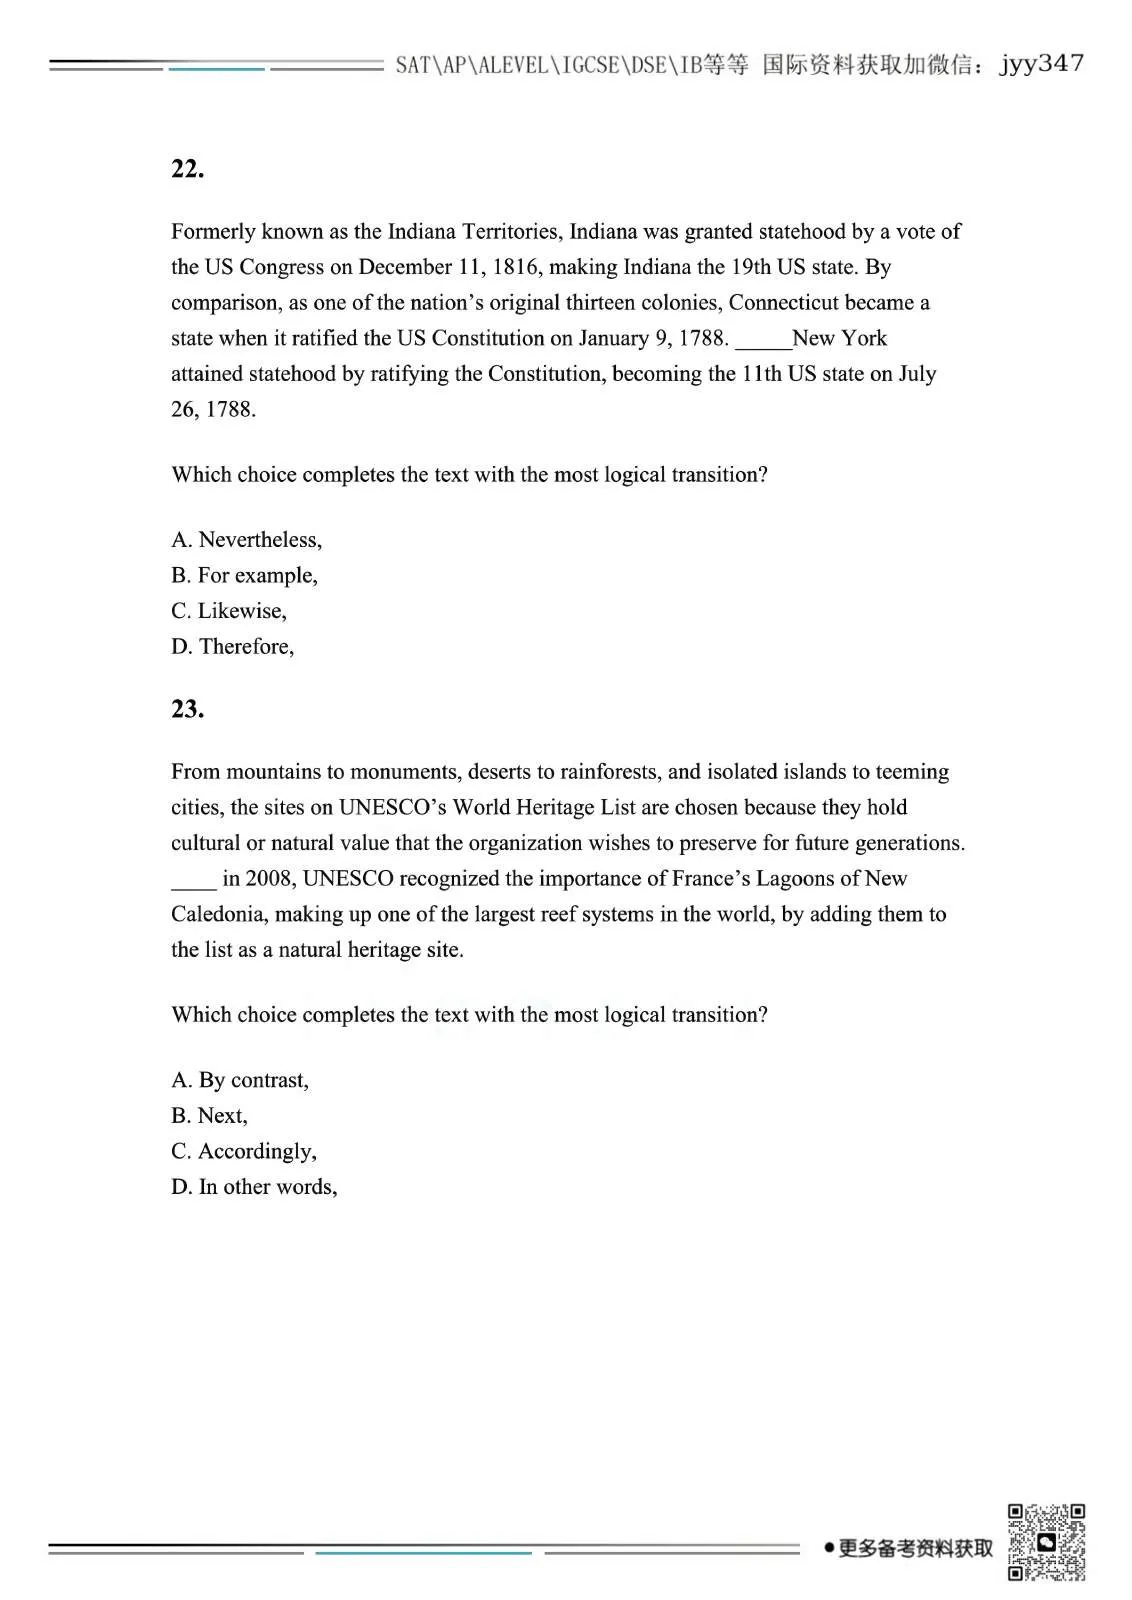 SAT\AP\ALEVEL\IGCSE\DSE\IB等等 国际资料获取加微信：jyy347
22.
Formerly known as the Indiana Territories, Indiana was granted statehood by a vote of
the US Congress on December 11, 1816, making Indiana the 19th US state. By
comparison, as one of the nation’s original thirteen colonies, Connecticut became a
state when it ratified the US Constitution on January 9, 1788. _____New York
attained statehood by ratifying the Constitution, becoming the 11th US state on July
26, 1788.
Which choice completes the text with the most logical transition?
A. Nevertheless,
B. For example,
C. Likewise,
D. Therefore,
23.
From mountains to monuments, deserts to rainforests, and isolated islands to teeming
cities, the sites on UNESCO’s World Heritage List are chosen because they hold
cultural or natural value that the organization wishes to preserve for future generations.
____ in 2008, UNESCO recognized the importance of France’s Lagoons of New
Caledonia, making up one of the largest reef systems in the world, by adding them to
the list as a natural heritage site.
Which choice completes the text with the most logical transition?
A. By contrast,
B. Next,
C. Accordingly,
D. In other words,
●更多备考资料获取